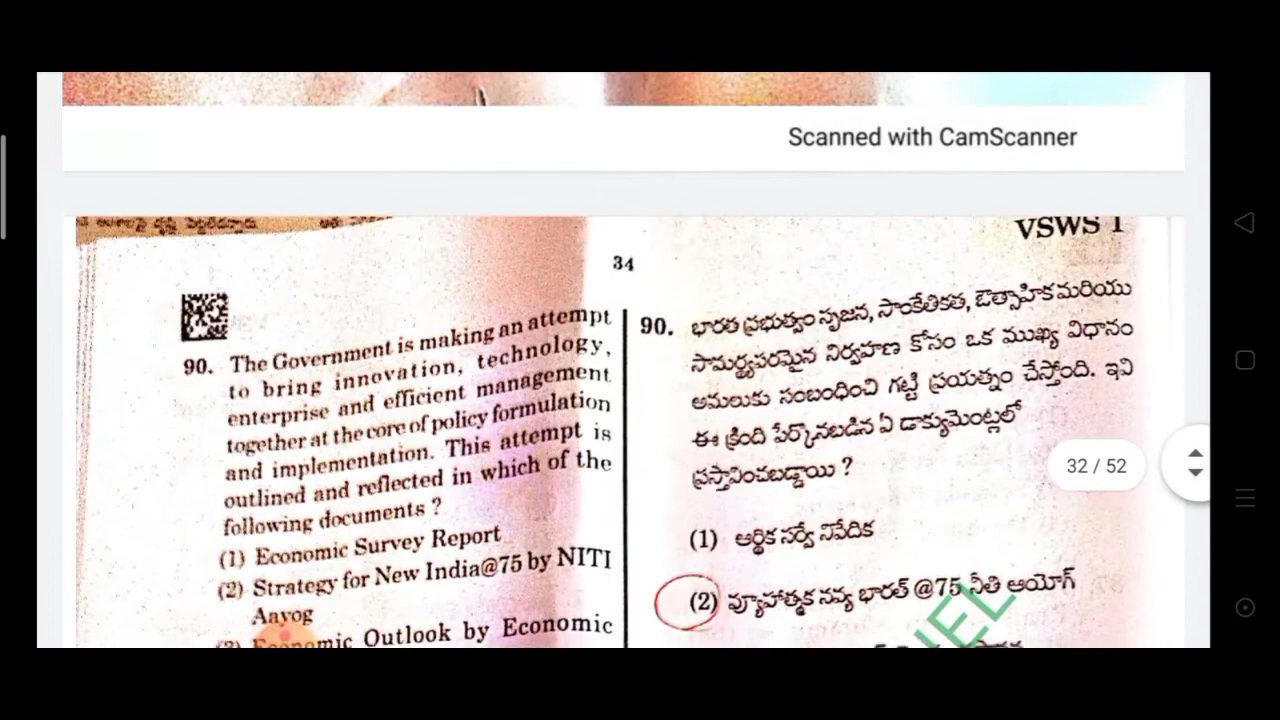 Scanned with CamScanner
VSWS 1
34
90. The Government is making an attempt
to bring innovation, technology,
enterprise and efficient management
together at the core of policy formulation
and implementation. This attempt is
outlined and reflected in which of the
following documents ?
(1) Economic Survey Report
(2) Strategy for New India@75 by NITI
Aayog
(3) Economic Outlook by Economic
90. భారత ప్రభుత్వం సృజన, సాంకేతికత, ఔత్సాహిక మరియు
సామర్థ్యపరమైన నిర్వహణ కోసం ఒక ముఖ్య విధానం
అమలుకు సంబంధించి గట్టి ప్రయత్నం చేస్తోంది. ఇవి
ఈ క్రింది పేర్కొనబడిన ఏ డాక్యుమెంట్లలో
ప్రస్తావించబడ్డాయి ?
(1) ఆర్థిక సర్వే నివేదిక
(2) వ్యూహాత్మక నవ్య భారత్ @75 నీతి ఆయోగ్
32 / 52